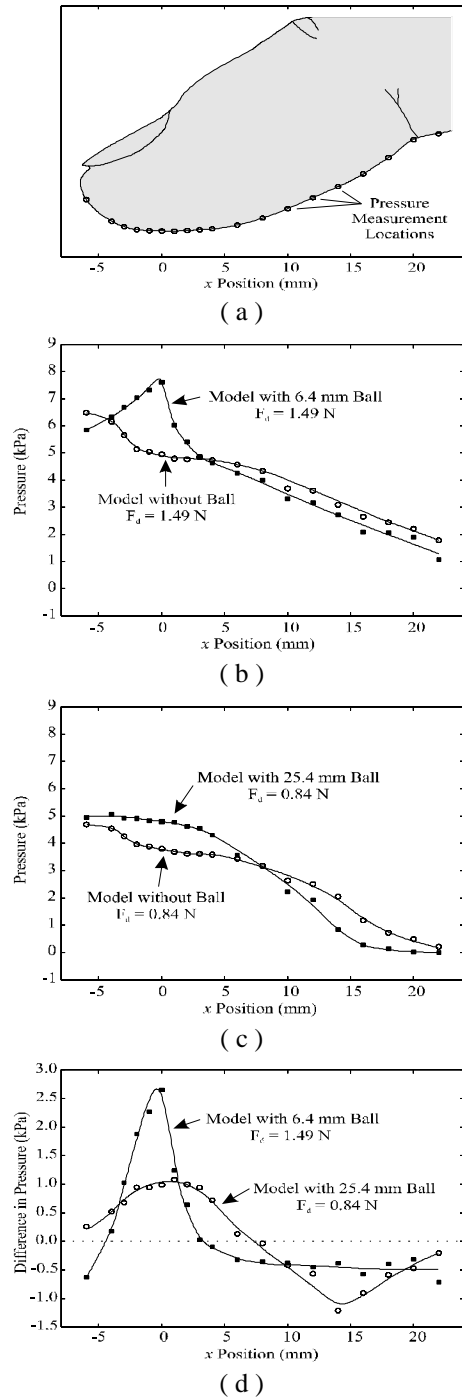 Pressure
Measurement
Locations
-5 0 5 10 15 20
x Position (mm)
( a )
9
8
7
6
5
4
3
2
1
0
-1
Pressure (kPa)
Model with 6.4 mm Ball
Fd = 1.49 N
Model without Ball
Fd = 1.49 N
-5 0 5 10 15 20
x Position (mm)
( b )
9
8
7
6
5
4
3
2
1
0
-1
Pressure (kPa)
Model with 25.4 mm Ball
Fd = 0.84 N
Model without Ball
Fd = 0.84 N
-5 0 5 10 15 20
x Position (mm)
( c )
3.0
2.5
2.0
1.5
1.0
0.5
0.0
-0.5
-1.0
-1.5
Difference in Pressure (kPa)
Model with 6.4 mm Ball
Fd = 1.49 N
Model with 25.4 mm Ball
Fd = 0.84 N
-5 0 5 10 15 20
x Position (mm)
( d )